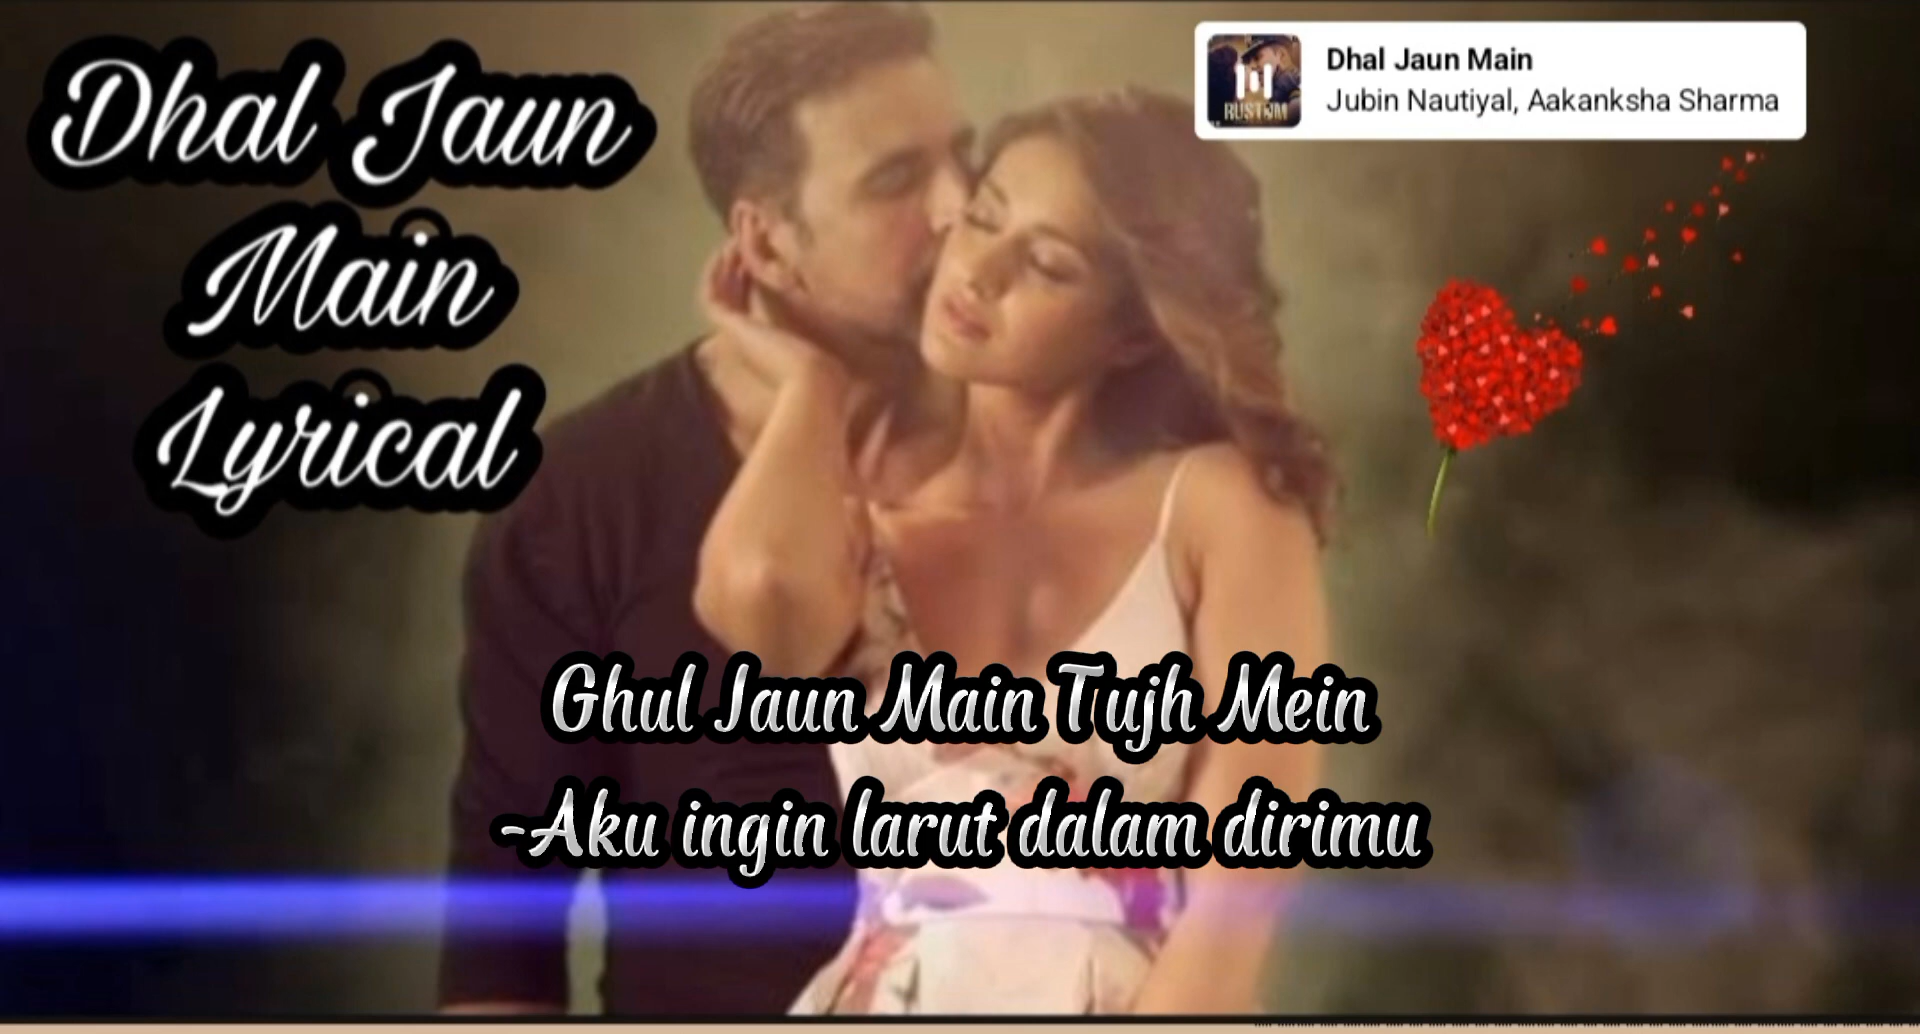 Dhal Jaun
Main
Lyrical
Dhal Jaun Main
Jubin Nautiyal, Aakanksha Sharma
RUSTOM
Ghul Jaun Main Tujh Mein
-Aku ingin larut dalam dirimu